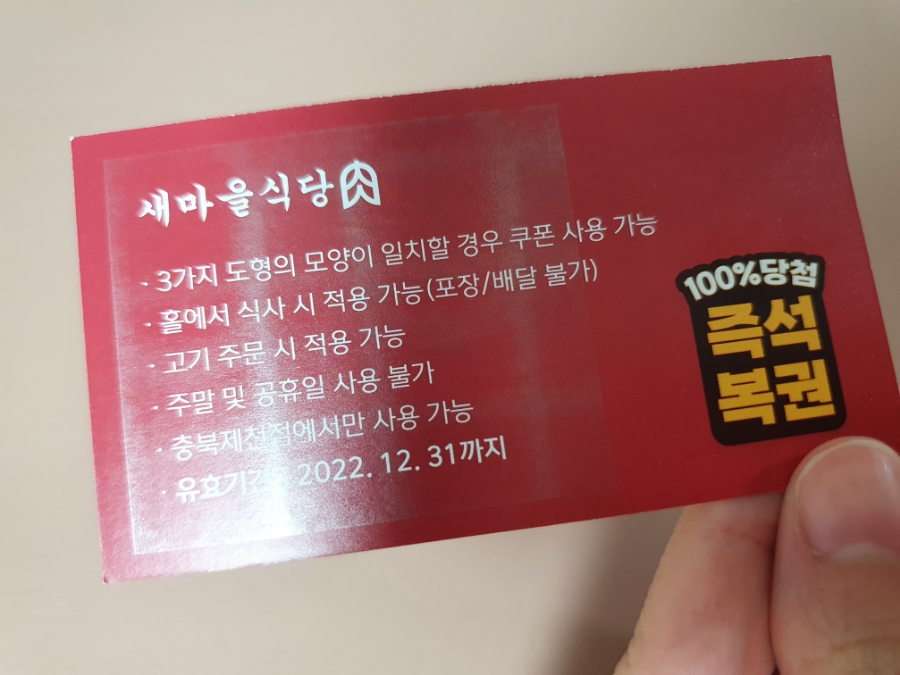 새마을식당 肉
· 3가지 도형의 모양이 일치할 경우 쿠폰 사용 가능
· 홀에서 식사 시 적용 가능(포장/배달 불가)
· 고기 주문 시 적용 가능
· 주말 및 공휴일 사용 불가
· 충북제천점에서만 사용 가능
· 유효기간: 2022. 12. 31까지
100%당첨
즉석
복권